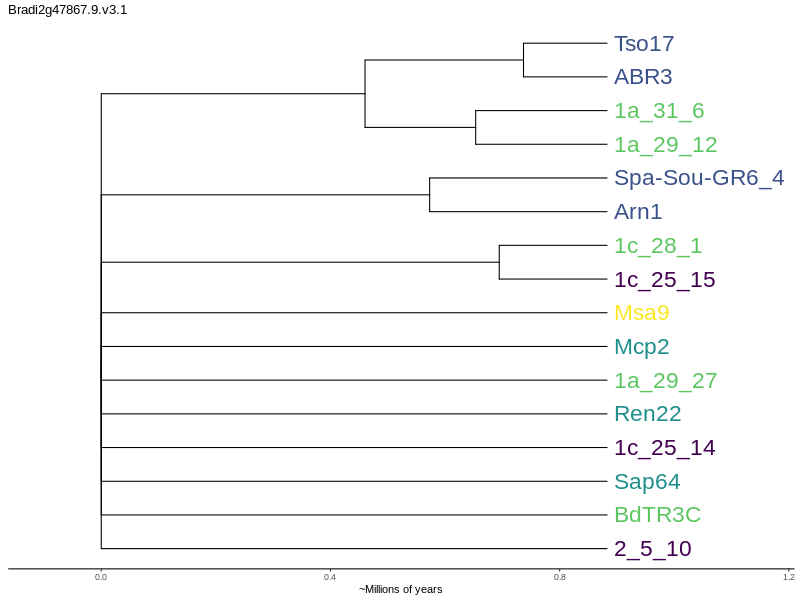 Bradi2g47867.9.v3.1
Tso17
ABR3
1a_31_6
1a_29_12
Spa-Sou-GR6_4
Arn1
1c_28_1
1c_25_15
Msa9
Mcp2
1a_29_27
Ren22
1c_25_14
Sap64
BdTR3C
2_5_10
0.0 0.4 0.8 1.2
~Millions of years